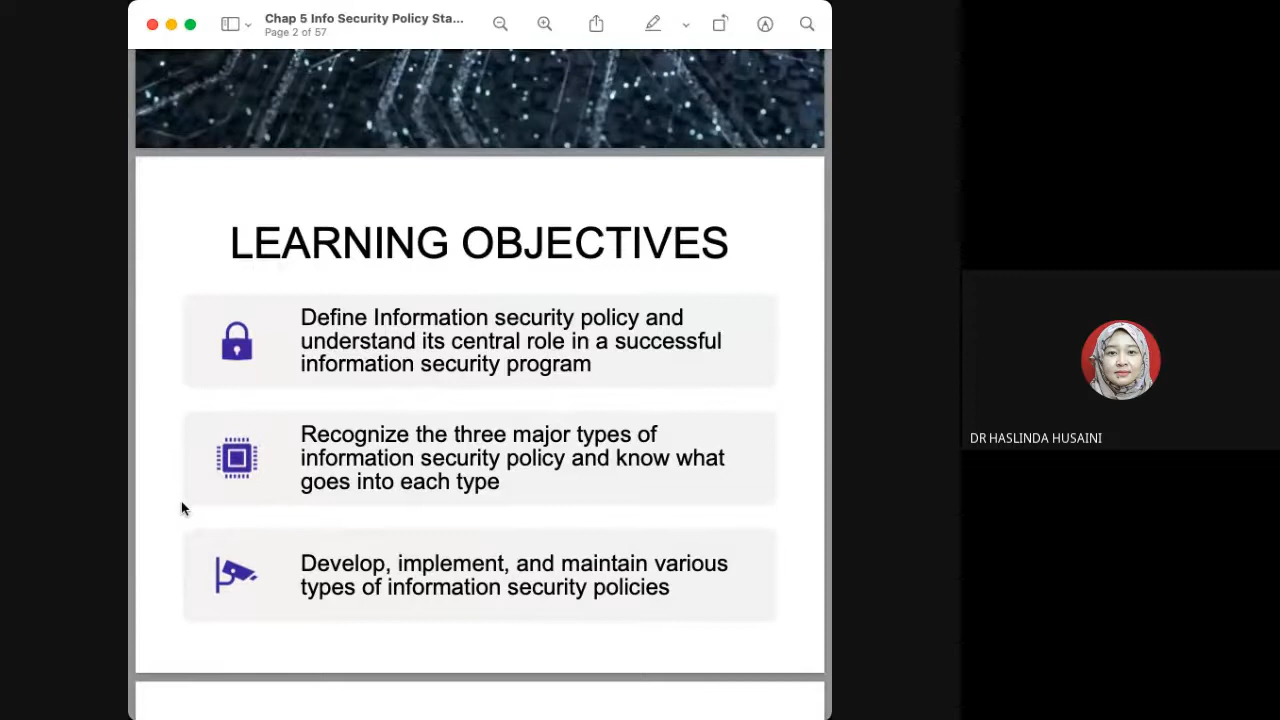 Chap 5 Info Security Policy Sta...
Page 2 of 57
LEARNING OBJECTIVES
Define Information security policy and
understand its central role in a successful
information security program
Recognize the three major types of
information security policy and know what
goes into each type
Develop, implement, and maintain various
types of information security policies
DR HASLINDA HUSAINI